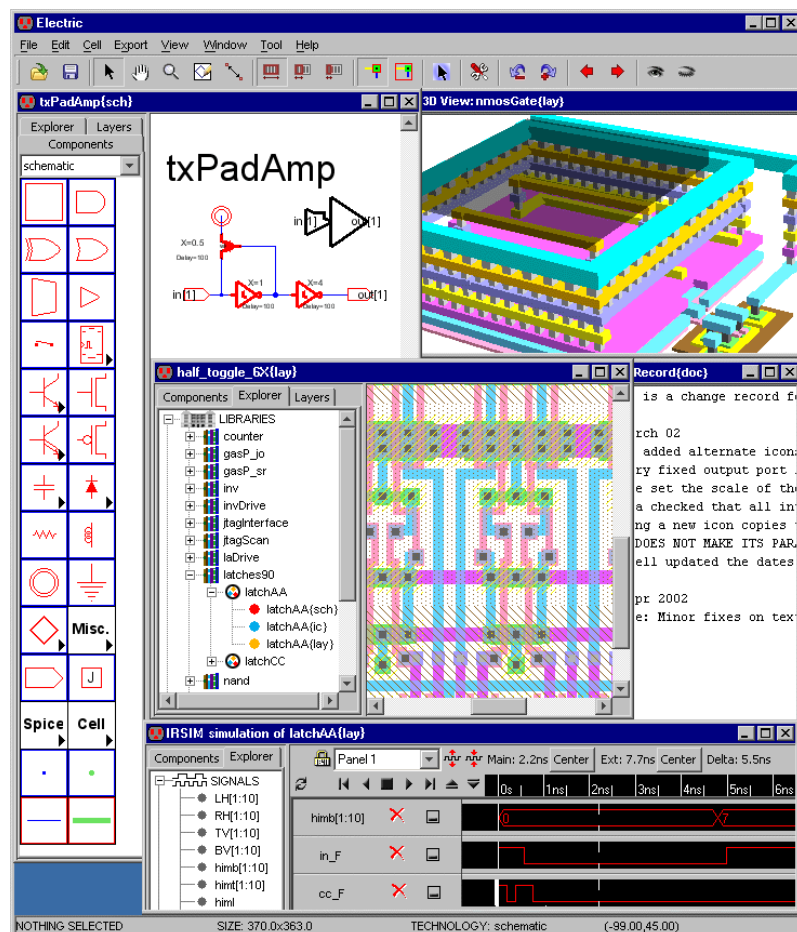 Electric
File Edit Cell Export View Window Tool Help
txPadAmp{sch}
Explorer Layers
Components
schematic
Misc.
J
Spice Cell
txPadAmp
in[1] out[1]
X=0.5
Delay=100
X=1 X=4
in[1] out[1]
Delay=100 Delay=100
3D View: nmosGate{lay}
half_toggle_6X{lay}
Components Explorer Layers
LIBRARIES
counter
gasP_jo
gasP_sr
inv
invDrive
jtagInterface
jtagScan
laDrive
latches90
latchAA
latchAA{sch}
latchAA{ic}
latchAA{lay}
latchCC
nand
Record{doc}
is a change record fo
rch 02
added alternate icon
ry fixed output port
e set the scale of the
a checked that all in
ng a new icon copies
DOES NOT MAKE ITS PAR
ell updated the dates
pr 2002
e: Minor fixes on tex
IRSIM simulation of latchAA{lay}
Components Explorer
SIGNALS
LH[1:10]
RH[1:10]
TV[1:10]
BV[1:10]
himb[1:10]
himt[1:10]
himl
Panel 1 Main: 2.2ns Center Ext: 7.7ns Center Delta: 5.5ns
0s 1ns 2ns 3ns 4ns 5ns 6ns
himb[1:10] 0 7
in_F
cc_F
NOTHING SELECTED SIZE: 370.0x363.0 TECHNOLOGY: schematic (-99.00,45.00)